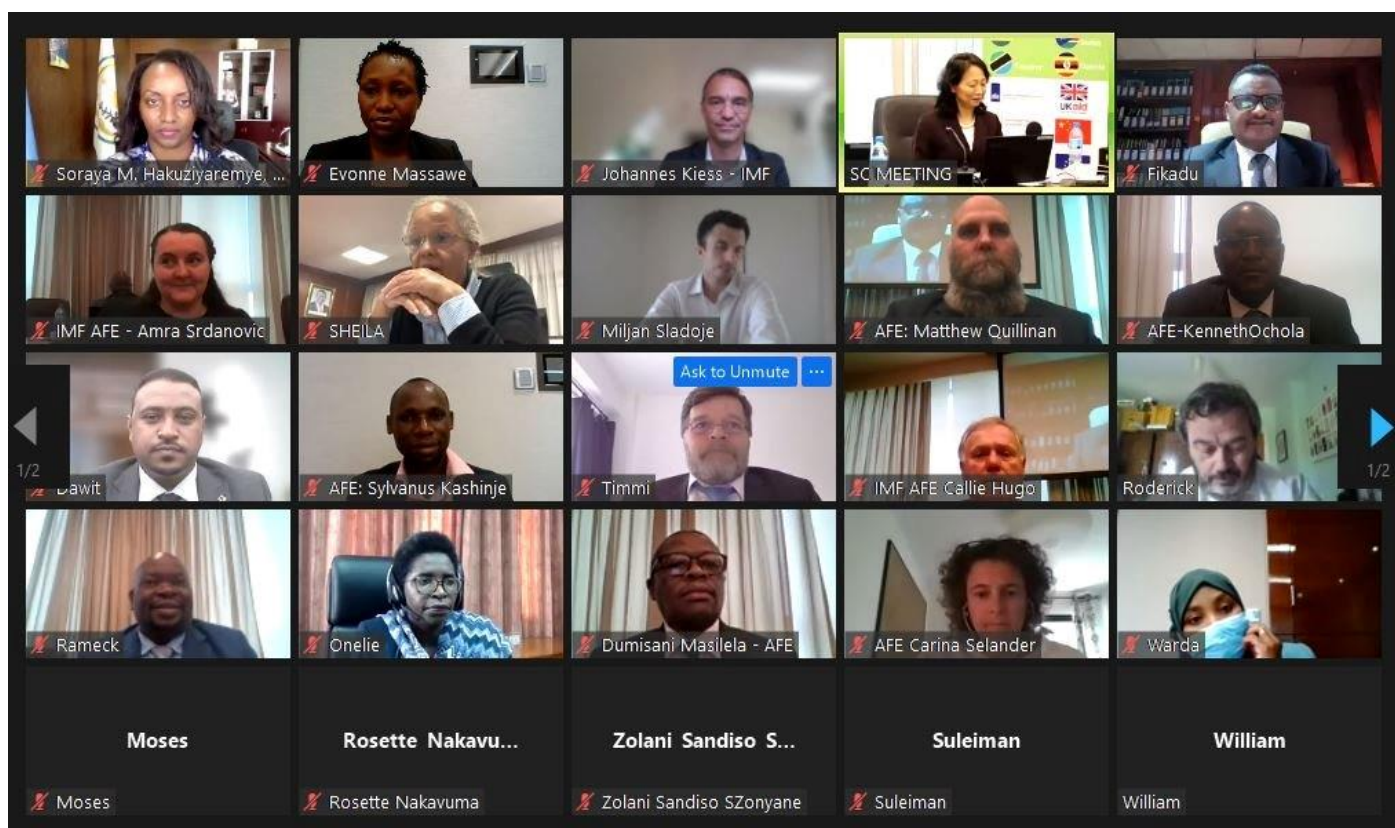 Soraya M. Hakuziyaremye, ...
Evonne Massawe
Johannes Kiess - IMF
UKaid
SC MEETING
Fikadu
IMF AFE - Amra Srdanovic
SHEILA
Miljan Sladoje
AFE: Matthew Quillinan
AFE-KennethOchola
1/2
Dawit
AFE: Sylvanus Kashinje
Ask to Unmute ...
Timmi
IMF AFE Callie Hugo
Roderick
1/2
Rameck
Onelie
Dumisani Masilela - AFE
AFE Carina Selander
Warda
Moses
Rosette Nakavu...
Zolani Sandiso S...
Suleiman
William
Moses
Rosette Nakavuma
Zolani Sandiso SZonyane
Suleiman
William